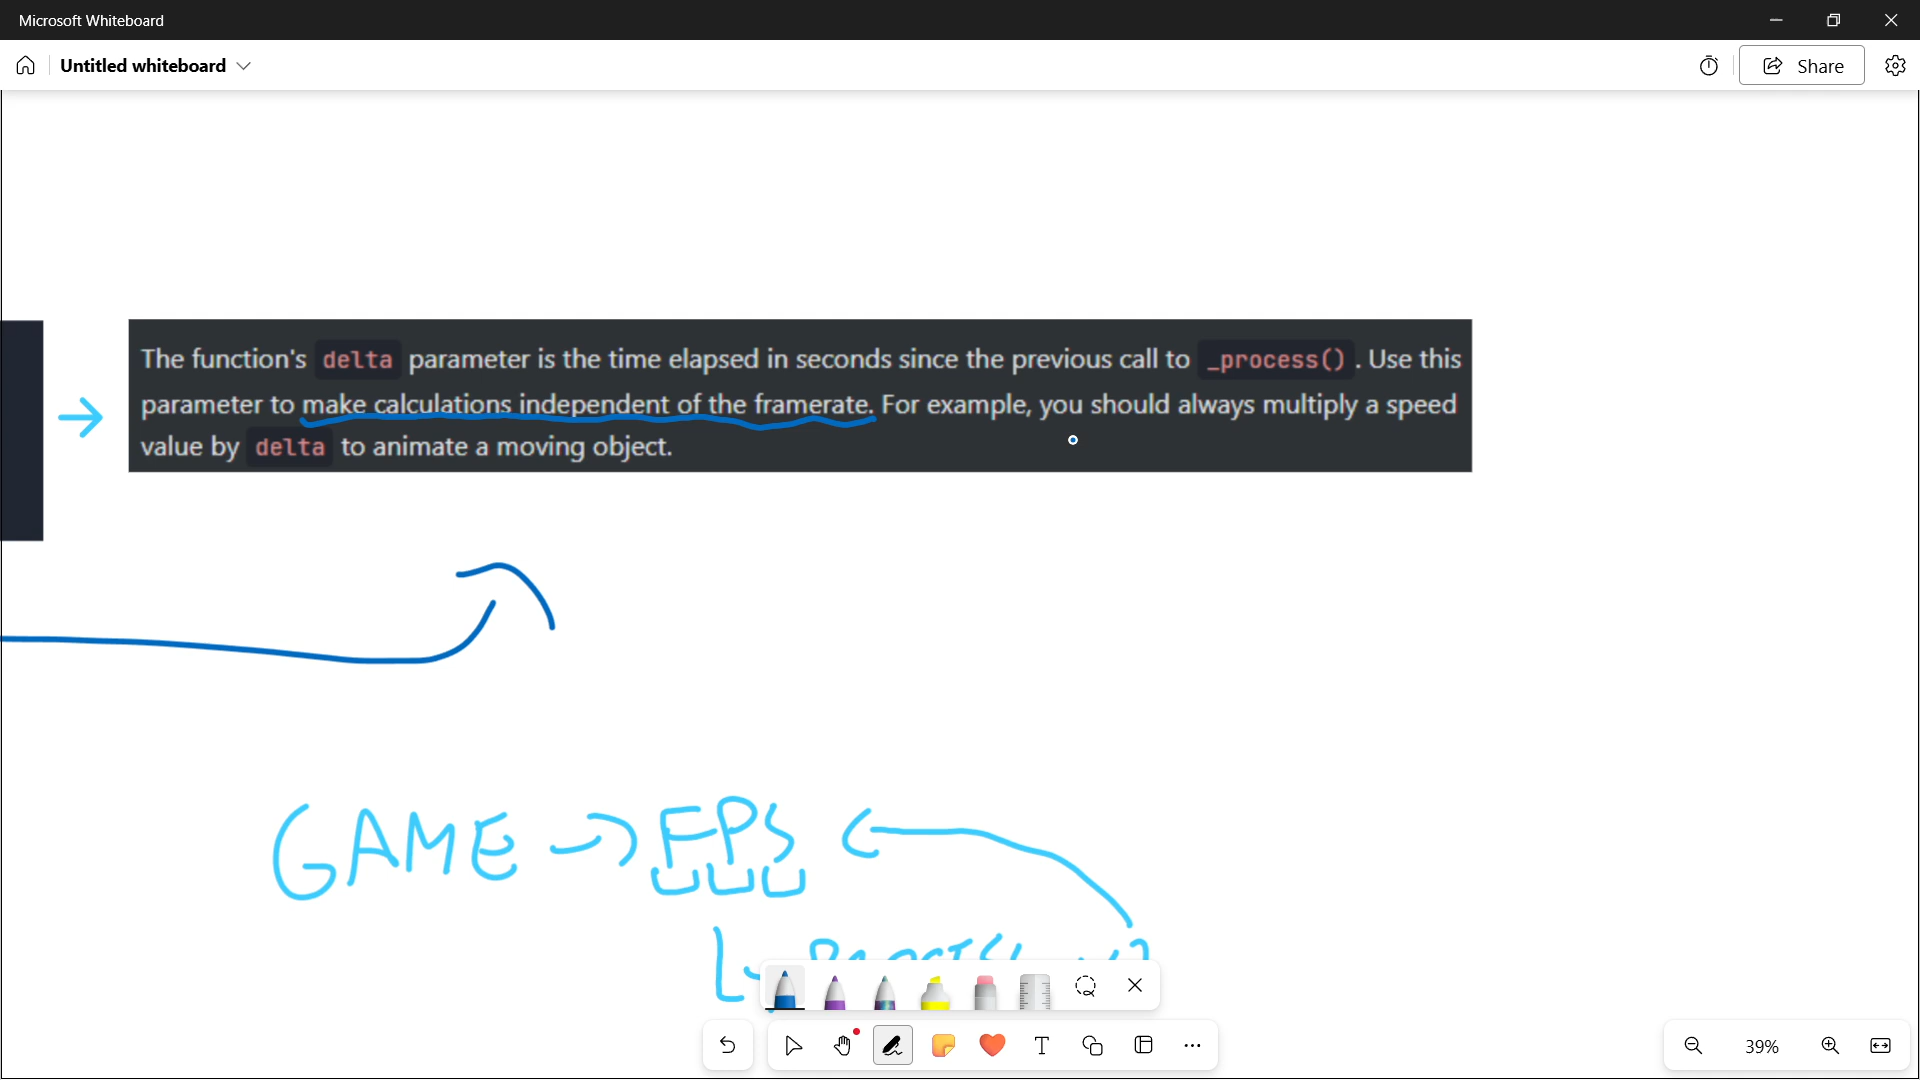 Microsoft Whiteboard
Untitled whiteboard
Share
The function's delta parameter is the time elapsed in seconds since the previous call to _process(). Use this
parameter to make calculations independent of the framerate. For example, you should always multiply a speed
value by delta to animate a moving object.
GAME → FPS
T
39%